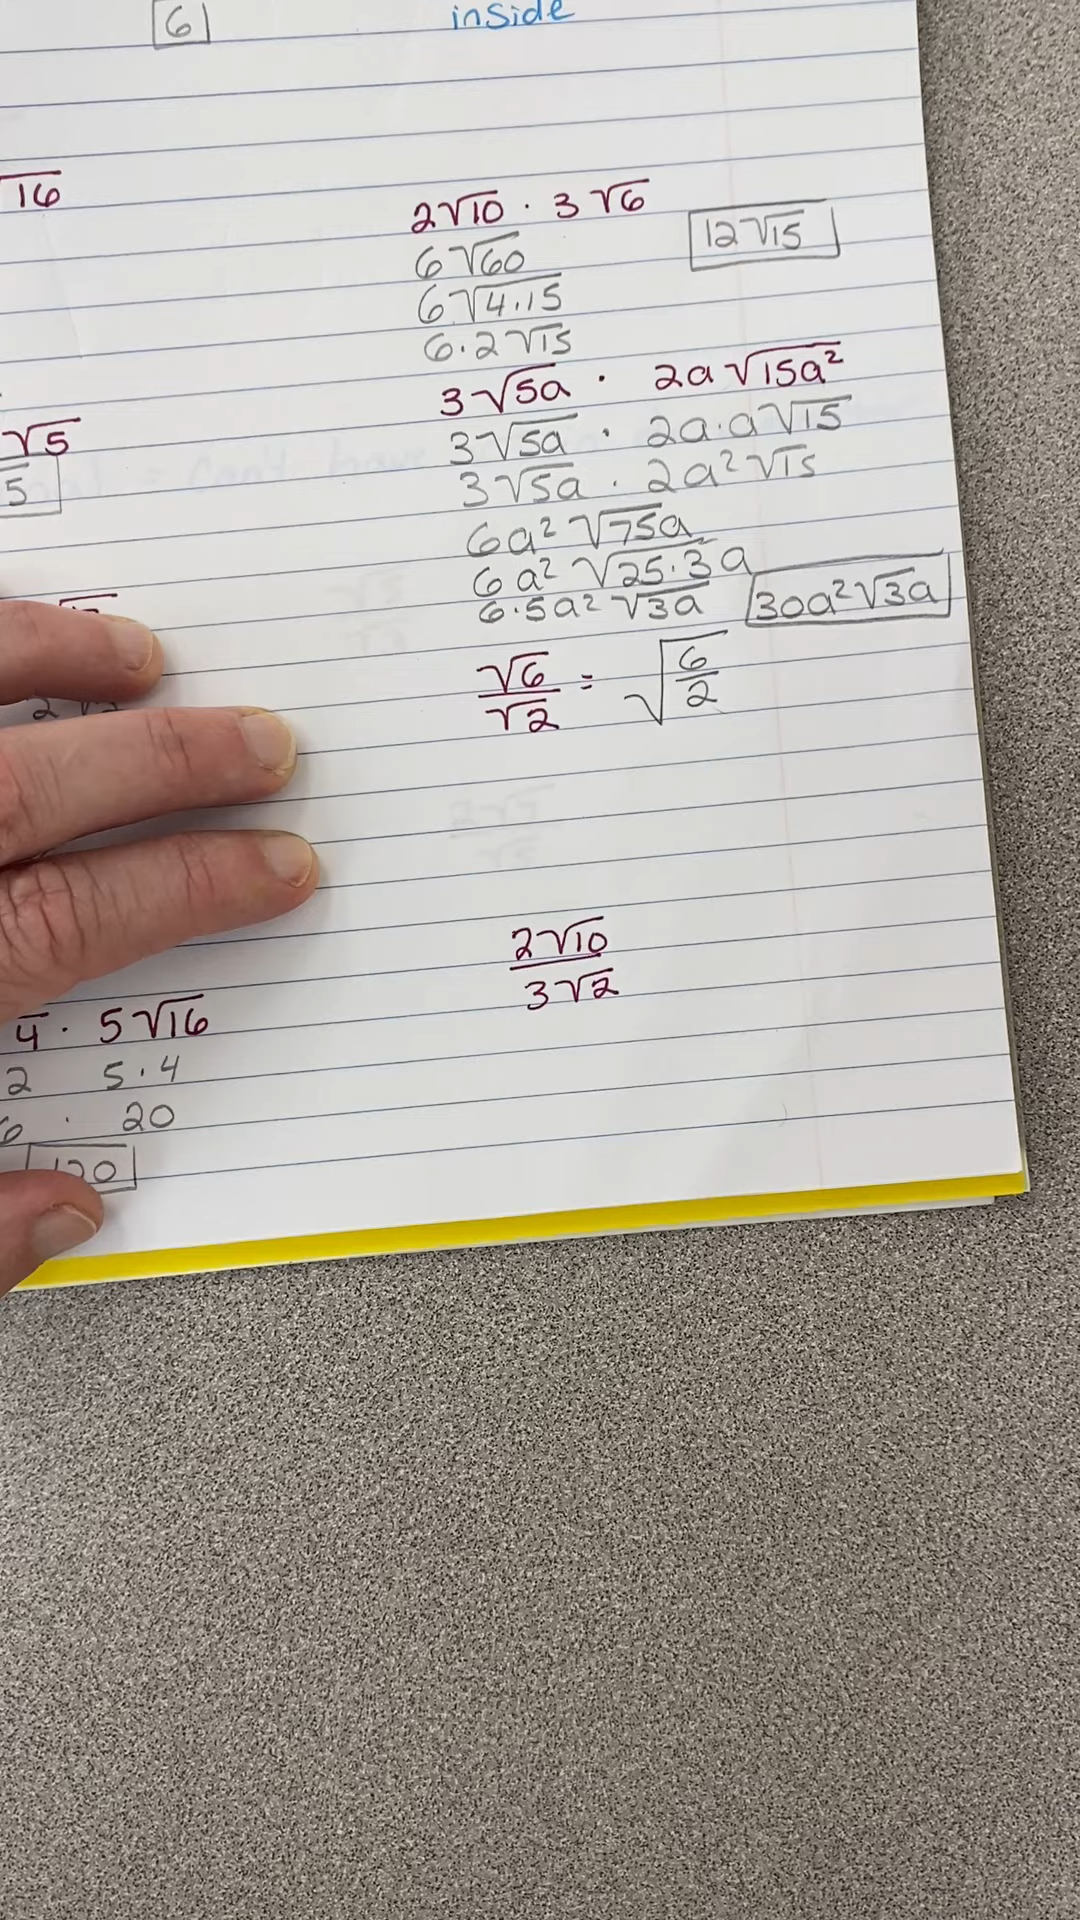 6
inside
√16
2√10 · 3√6
6√60
12√15
6√4·15
6·2√15
3√5a · 2a√15a²
√5
3√5a · 2a·a√15
5
3√5a · 2a²√15
6a²√75a
6a²√25·3a
6·5a²√3a
30a²√3a
√6/√2 = √6/2
2√10
3√2
4 · 5√16
2 5·4
6 · 20
120